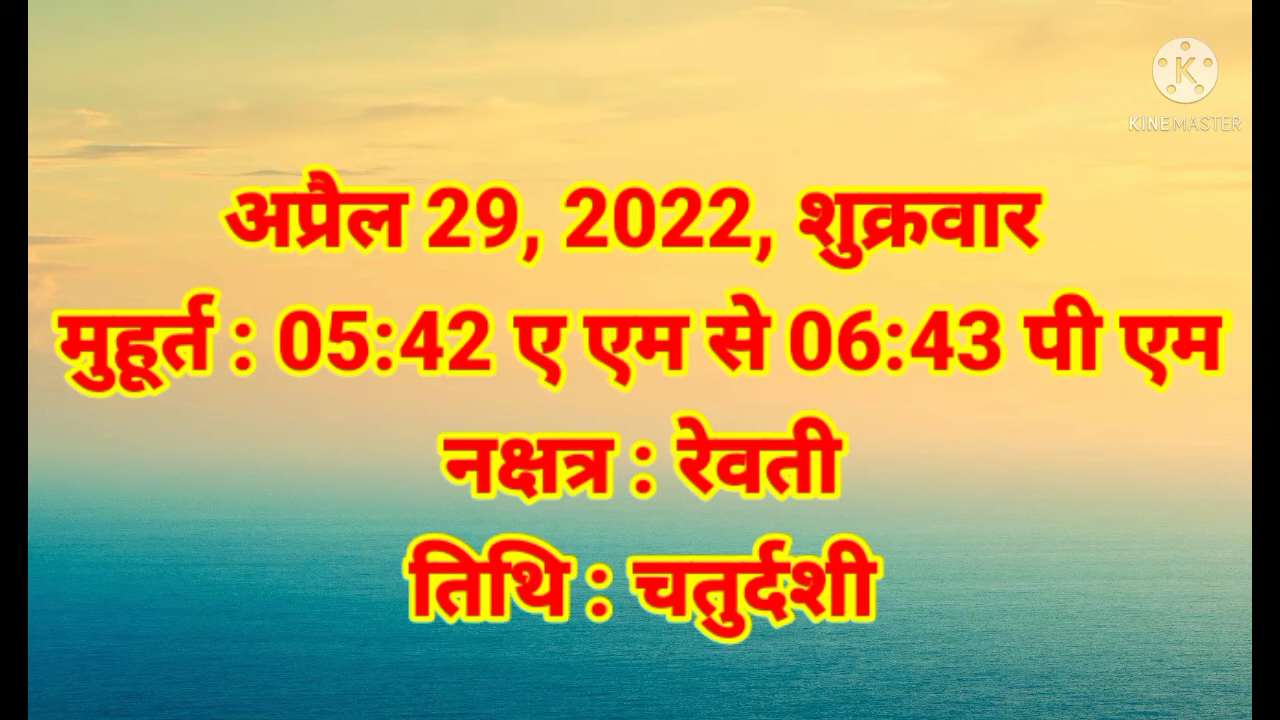 KINEMASTER
अप्रैल 29, 2022, शुक्रवार
मुहूर्त : 05:42 ए एम से 06:43 पी एम
नक्षत्र : रेवती
तिथि : चतुर्दशी